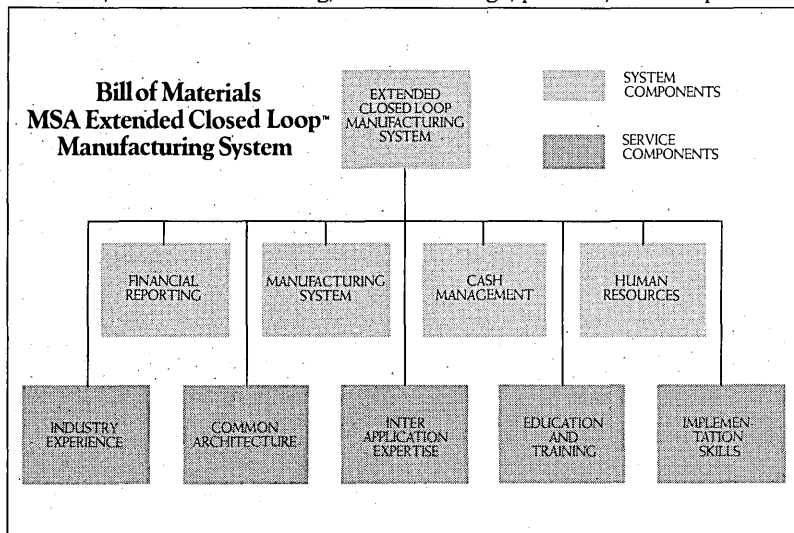 Bill of Materials
MSA Extended Closed Loop™
Manufacturing System
EXTENDED
CLOSED LOOP
MANUFACTURING
SYSTEM
SYSTEM
COMPONENTS
SERVICE
COMPONENTS
FINANCIAL
REPORTING
MANUFACTURING
SYSTEM
CASH
MANAGEMENT
HUMAN
RESOURCES
INDUSTRY
EXPERIENCE
COMMON
ARCHITECTURE
INTER
APPLICATION
EXPERTISE
EDUCATION
AND
TRAINING
IMPLEMEN-
TATION
SKILLS